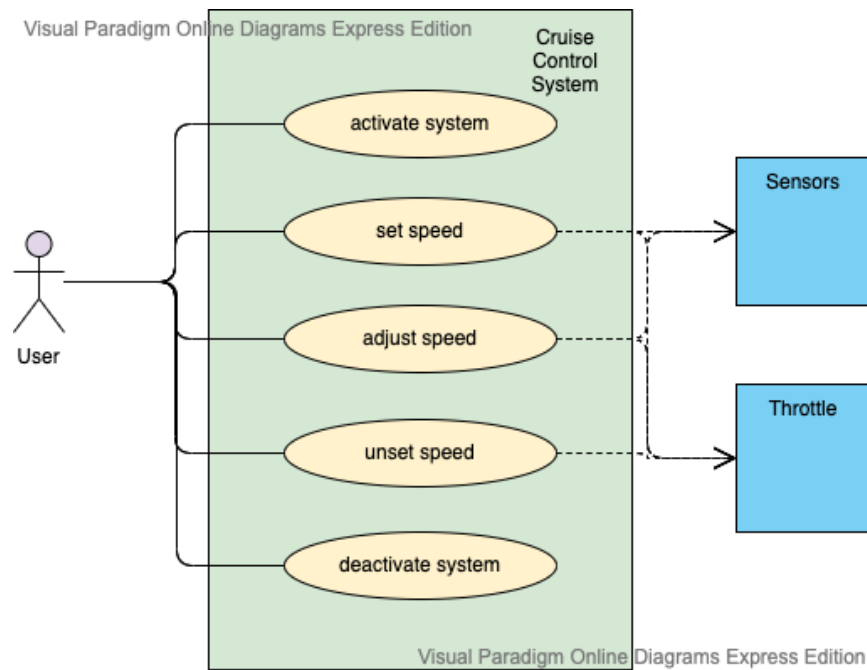 Visual Paradigm Online Diagrams Express Edition
Cruise
Control
System
activate system
Sensors
set speed
adjust speed
User
Throttle
unset speed
deactivate system
Visual Paradigm Online Diagrams Express Edition